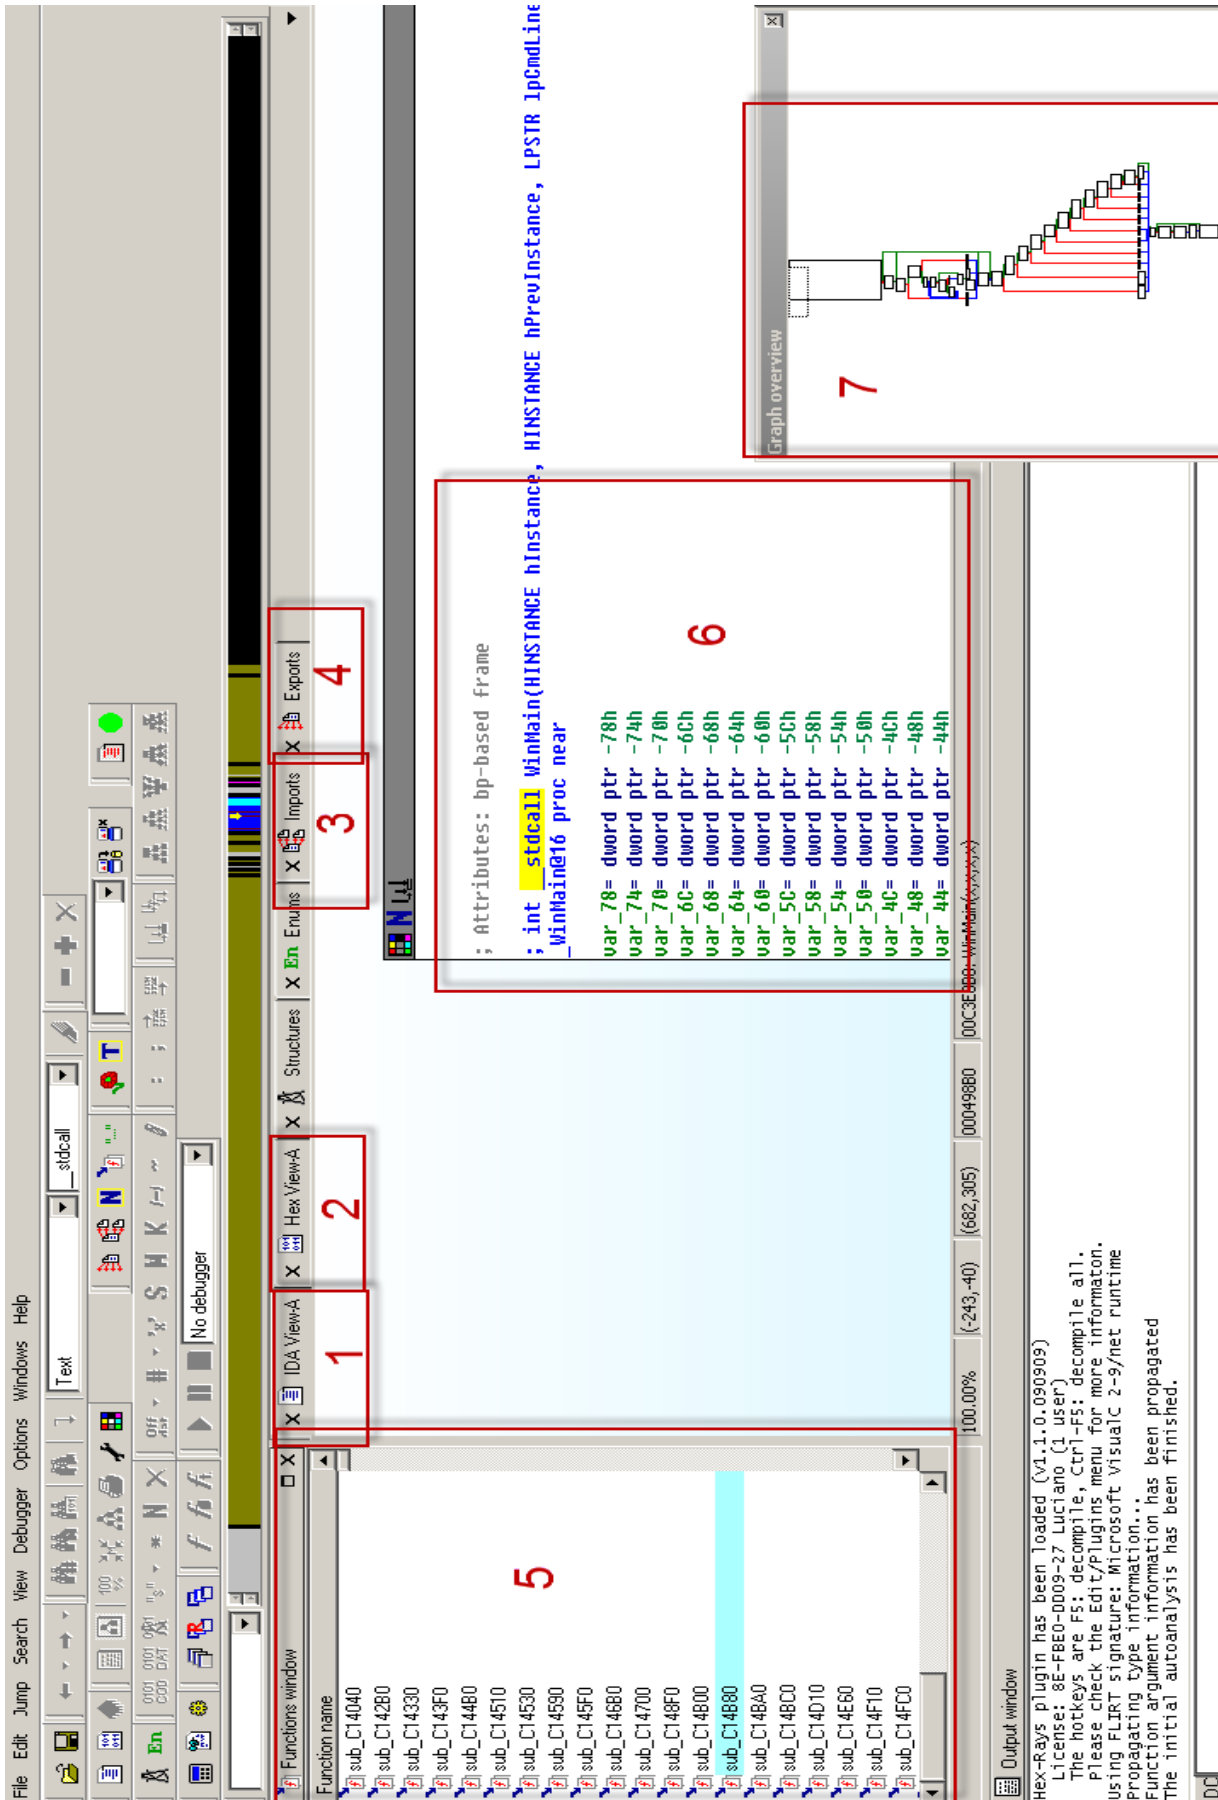 File Edit Jump Search View Debugger Options Windows Help
Text
__stdcall
No debugger
Functions window
IDA View-A
Hex View-A
Structures
En Enums
Imports
Exports
1
2
3
4
Function name
sub_C14040
sub_C142B0
sub_C14330
sub_C143F0
sub_C144B0
sub_C14510
sub_C14530
sub_C14590
sub_C145F0
sub_C146B0
sub_C14700
sub_C148F0
sub_C14B00
sub_C14B80
sub_C14BA0
sub_C14BC0
sub_C14D10
sub_C14E60
sub_C14F10
sub_C14FC0
5
; Attributes: bp-based frame
; int __stdcall WinMain(HINSTANCE hInstance, HINSTANCE hPrevInstance, LPSTR lpCmdLine
_WinMain@16 proc near
var_78= dword ptr -78h
var_74= dword ptr -74h
var_70= dword ptr -70h
var_6C= dword ptr -6Ch
var_68= dword ptr -68h
var_64= dword ptr -64h
var_60= dword ptr -60h
var_5C= dword ptr -5Ch
var_58= dword ptr -58h
var_54= dword ptr -54h
var_50= dword ptr -50h
var_4C= dword ptr -4Ch
var_48= dword ptr -48h
var_44= dword ptr -44h
6
Graph overview
7
100.00% (-243,-40) (682,305) 000498B0 00C3E8B0: WinMain(x,x,x,x)
Output window
Hex-Rays plugin has been loaded (v1.1.0.090909)
License: 8E-FBE0-DD09-27 Luciano (1 user)
The hotkeys are F5: decompile, Ctrl-F5: decompile all.
Please check the Edit/Plugins menu for more informaton.
Using FLIRT signature: Microsoft VisualC 2-9/net runtime
Propagating type information...
Function argument information has been propagated
The initial autoanalysis has been finished.